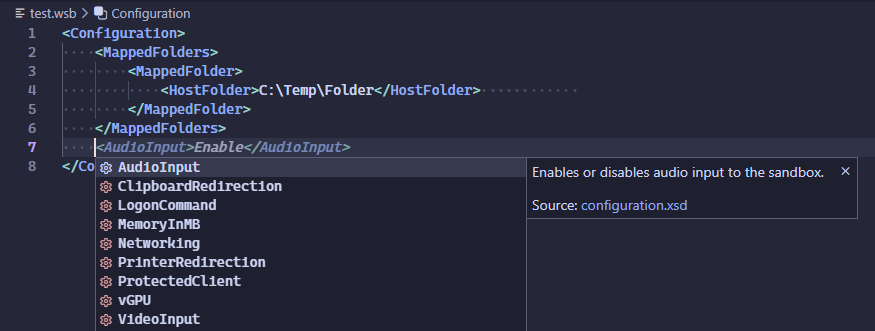 test.wsb > Configuration
1 <Configuration>
2 <MappedFolders>
3 <MappedFolder>
4 <HostFolder>C:\Temp\Folder</HostFolder>
5 </MappedFolder>
6 </MappedFolders>
7 <AudioInput>Enable</AudioInput>
8 </Co
AudioInput
ClipboardRedirection
LogonCommand
MemoryInMB
Networking
PrinterRedirection
ProtectedClient
vGPU
VideoInput
Enables or disables audio input to the sandbox. ×
Source: configuration.xsd